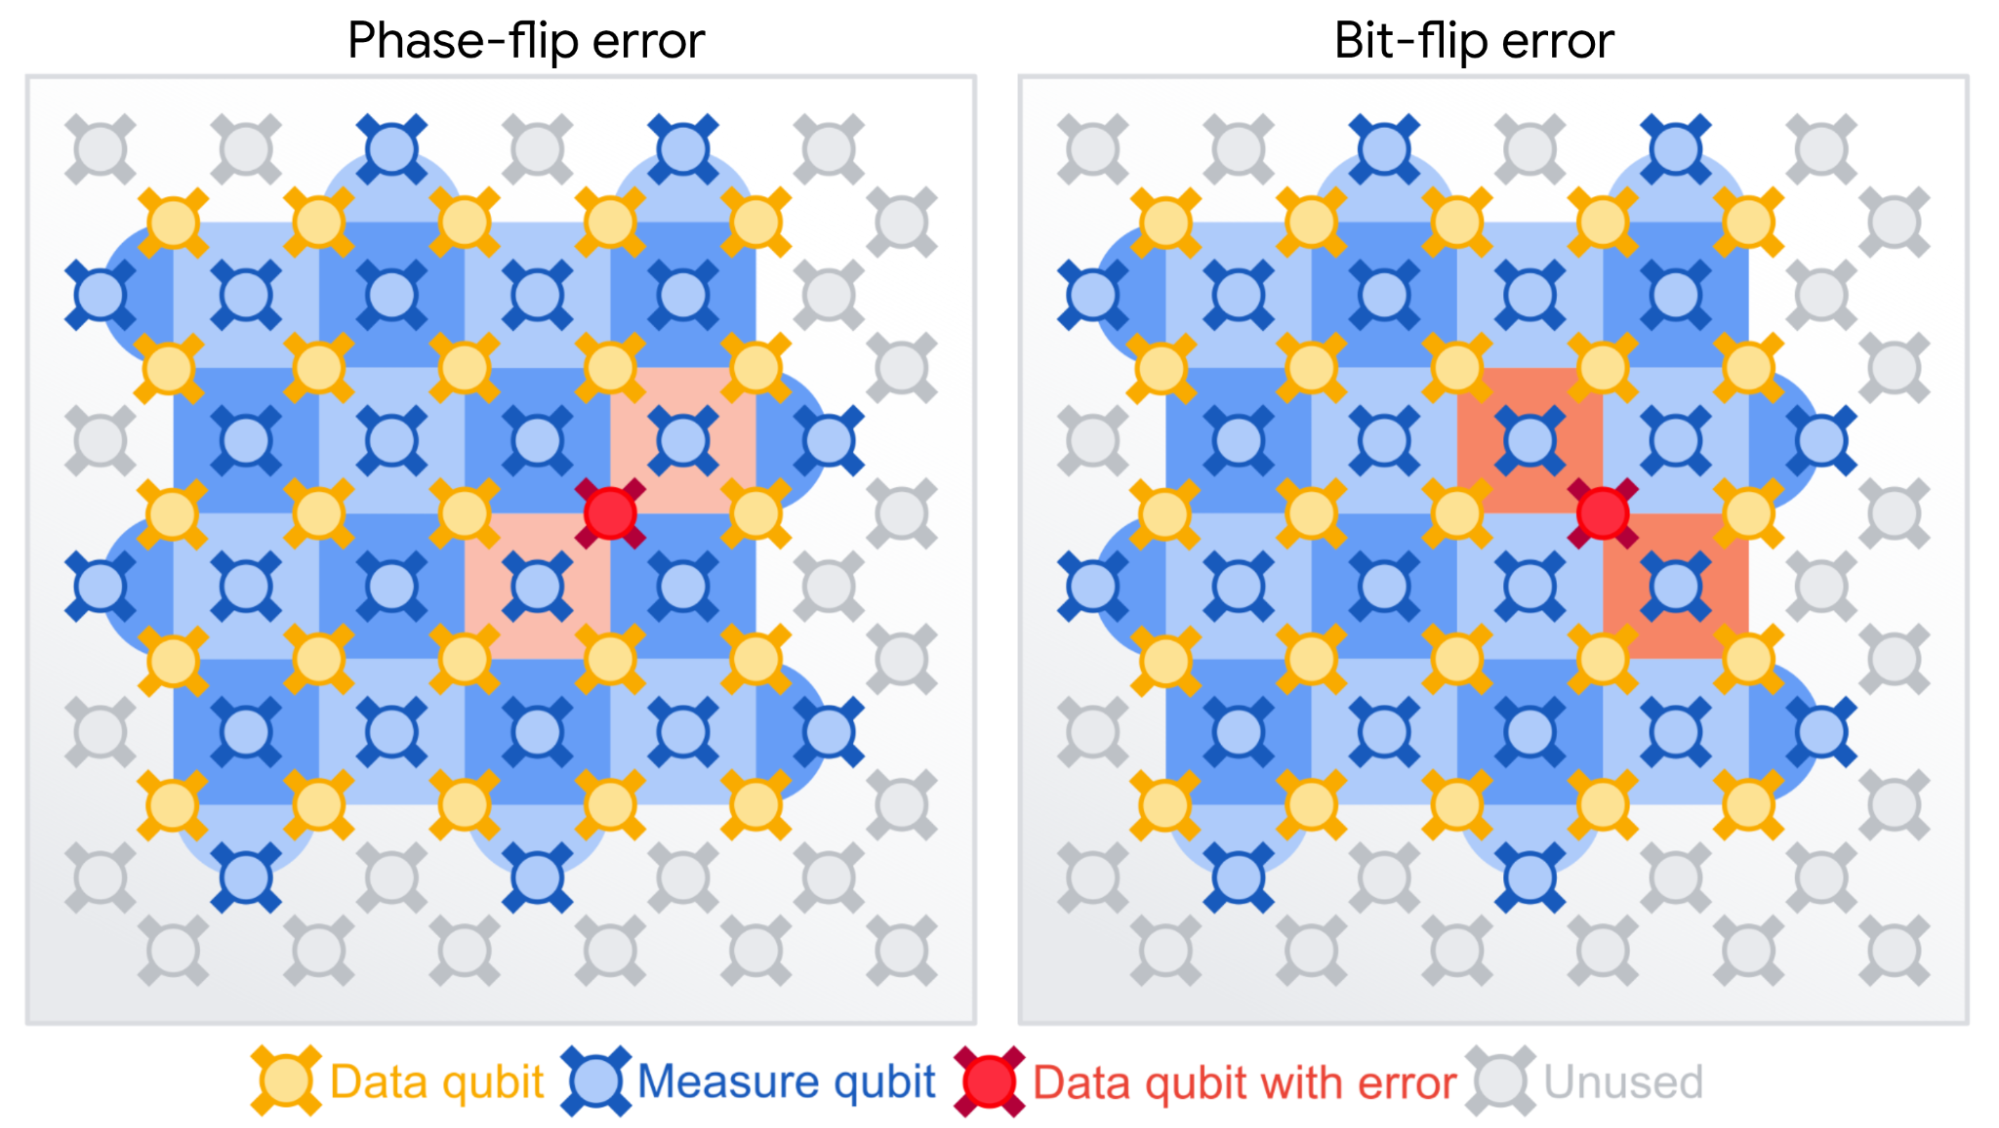 Phase-flip error
Bit-flip error
Data qubit
Measure qubit
Data qubit with error
Unused